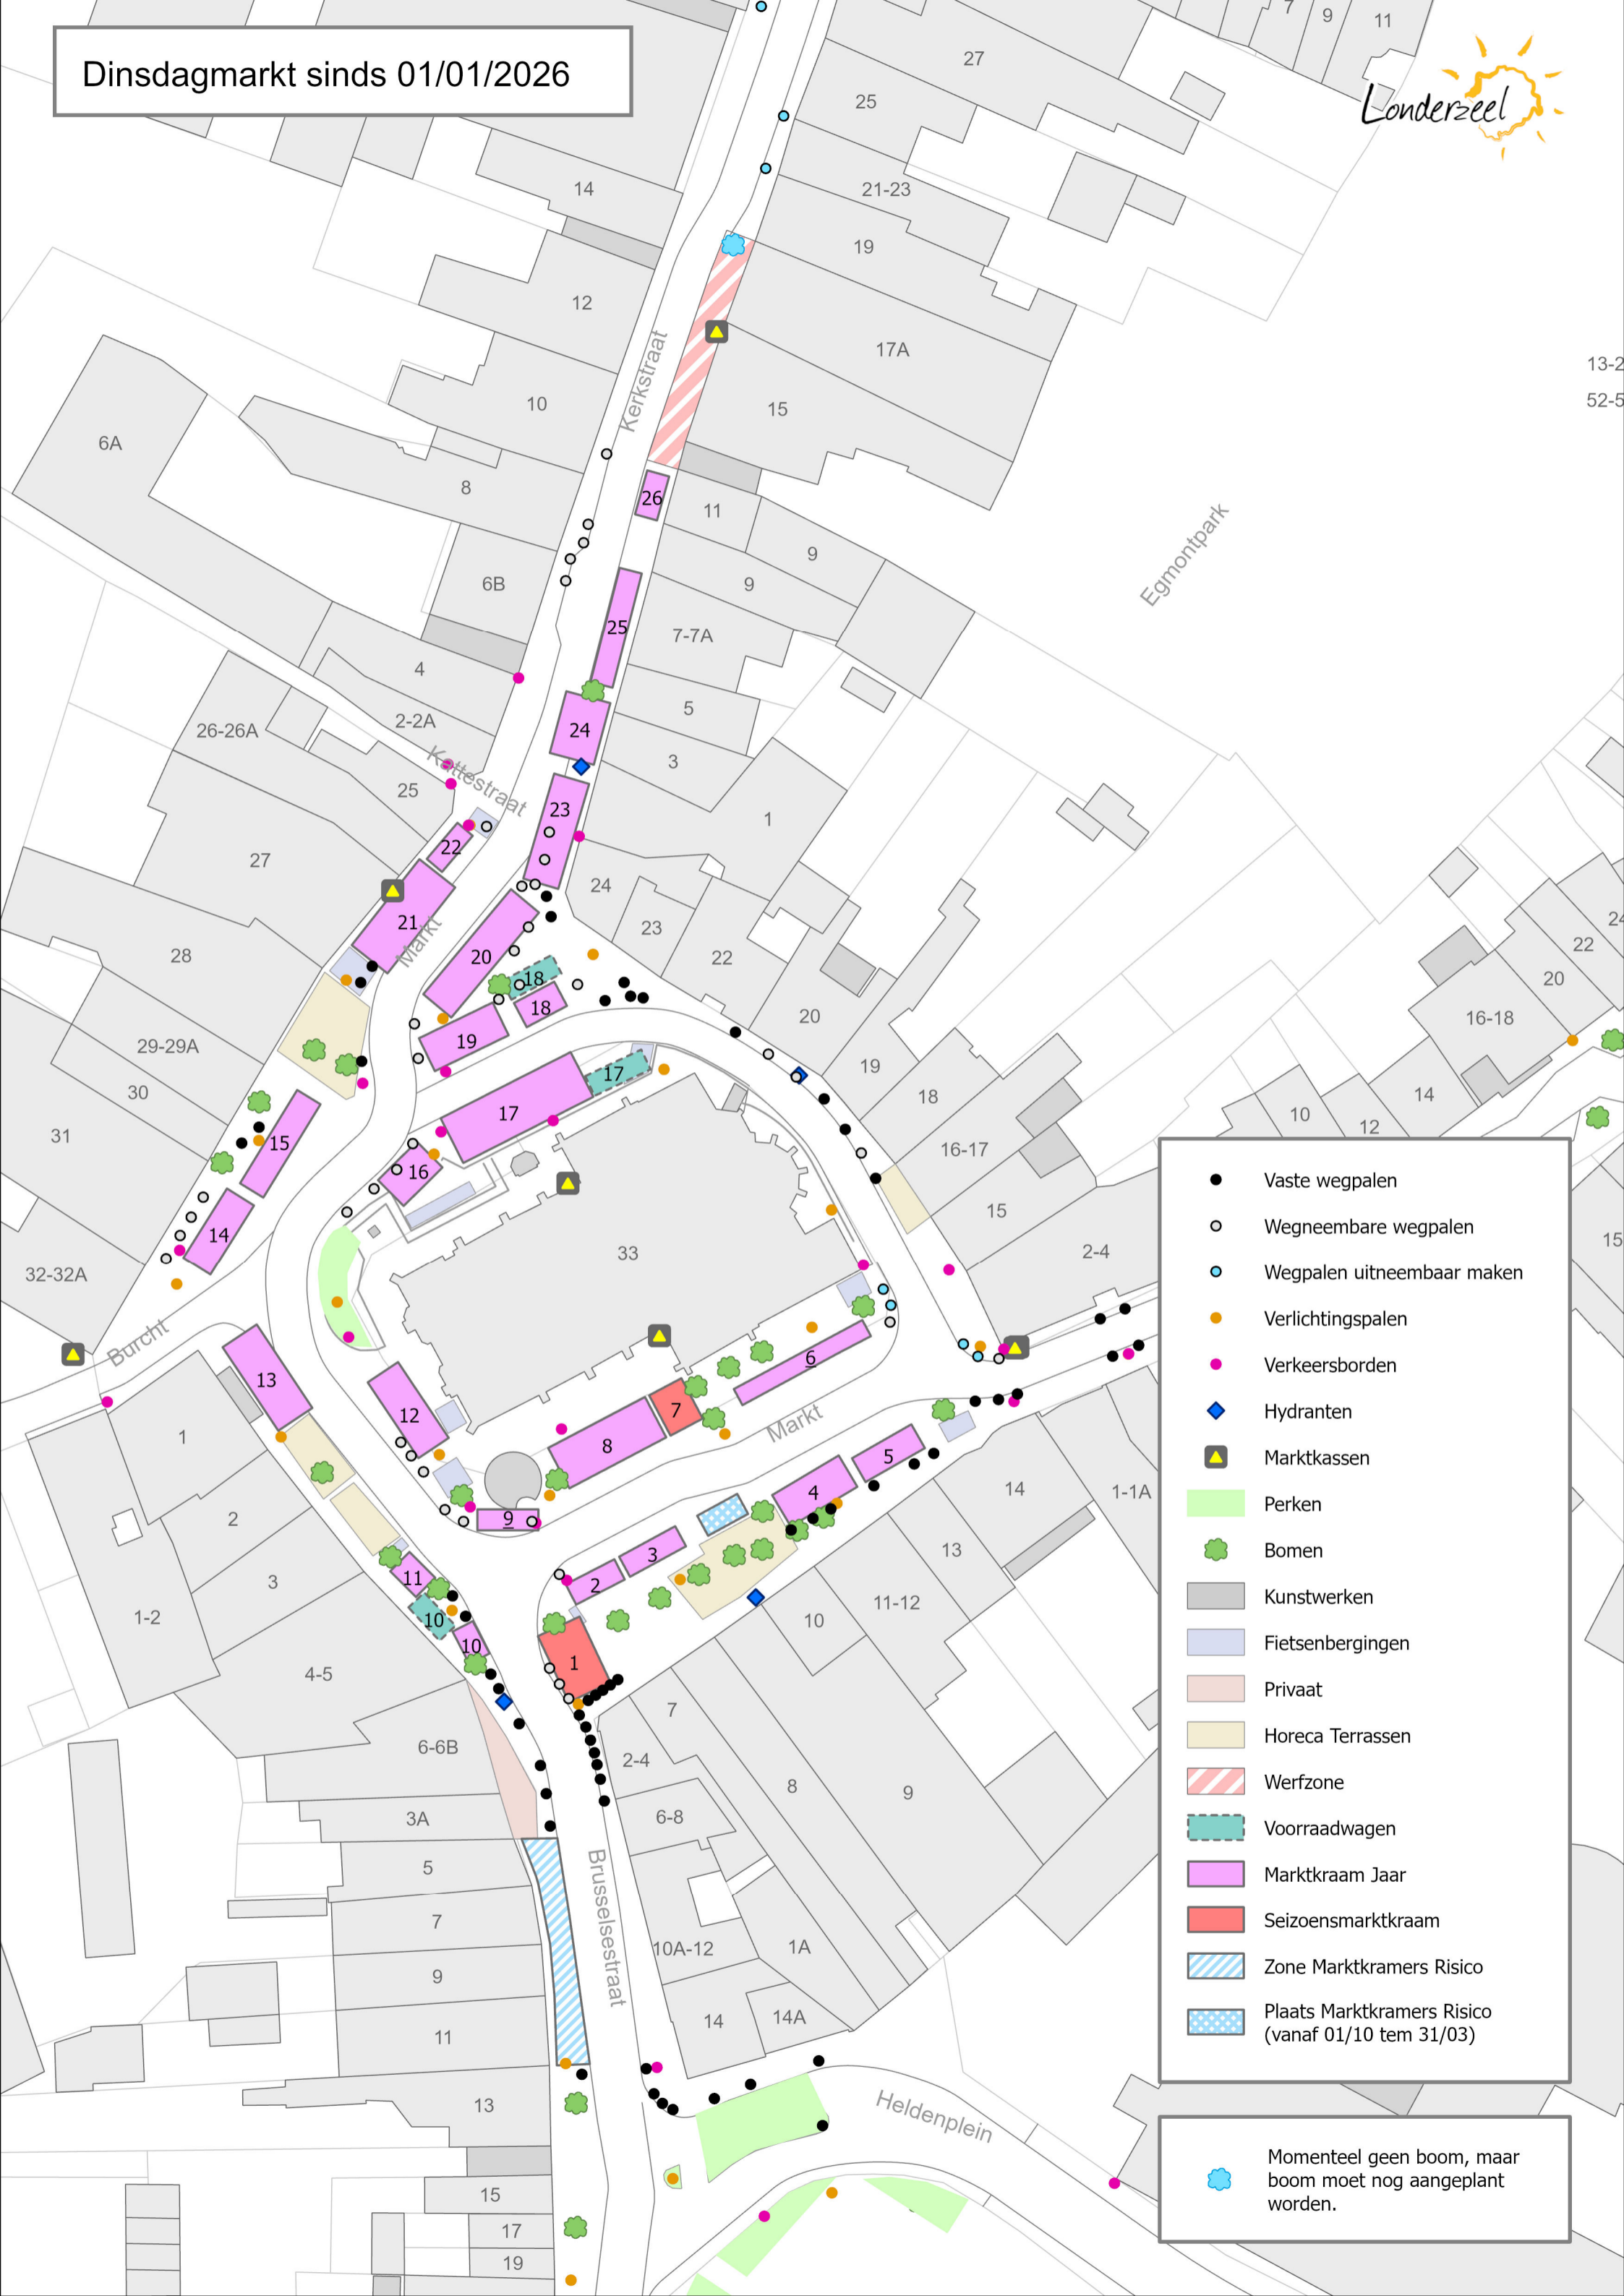 Dinsdagmarkt sinds 01/01/2026
Londerzeel
7
9
11
27
25
14
21-23
19
12
17A
13-2
52-5
Kerkstraat
10
15
6A
8
26
11
9
Egmontpark
6B
9
25
7-7A
4
5
2-2A
26-26A
24
3
Kattestraat
25
23
1
22
27
24
21
23
24
Markt
28
20
22
22
18
20
18
20
16-18
19
29-29A
19
17
30
18
14
10
12
31
15
17
16-17
16
15
14
33
2-4
15
32-32A
Burcht
13
6
12
7
Markt
1
8
5
4
14
1-1A
9
2
3
13
3
2
11
11-12
1-2
10
10
10
1
4-5
7
6-6B
2-4
8
9
3A
6-8
5
Brusselsestraat
7
10A-12
1A
9
14
14A
11
13
Heldenplein
15
17
19
Vaste wegpalen
Wegneembare wegpalen
Wegpalen uitneembaar maken
Verlichtingspalen
Verkeersborden
Hydranten
Marktkassen
Perken
Bomen
Kunstwerken
Fietsenbergingen
Privaat
Horeca Terrassen
Werfzone
Voorraadwagen
Marktkraam Jaar
Seizoensmarktkraam
Zone Marktkramers Risico
Plaats Marktkramers Risico
(vanaf 01/10 tem 31/03)
Momenteel geen boom, maar
boom moet nog aangeplant
worden.